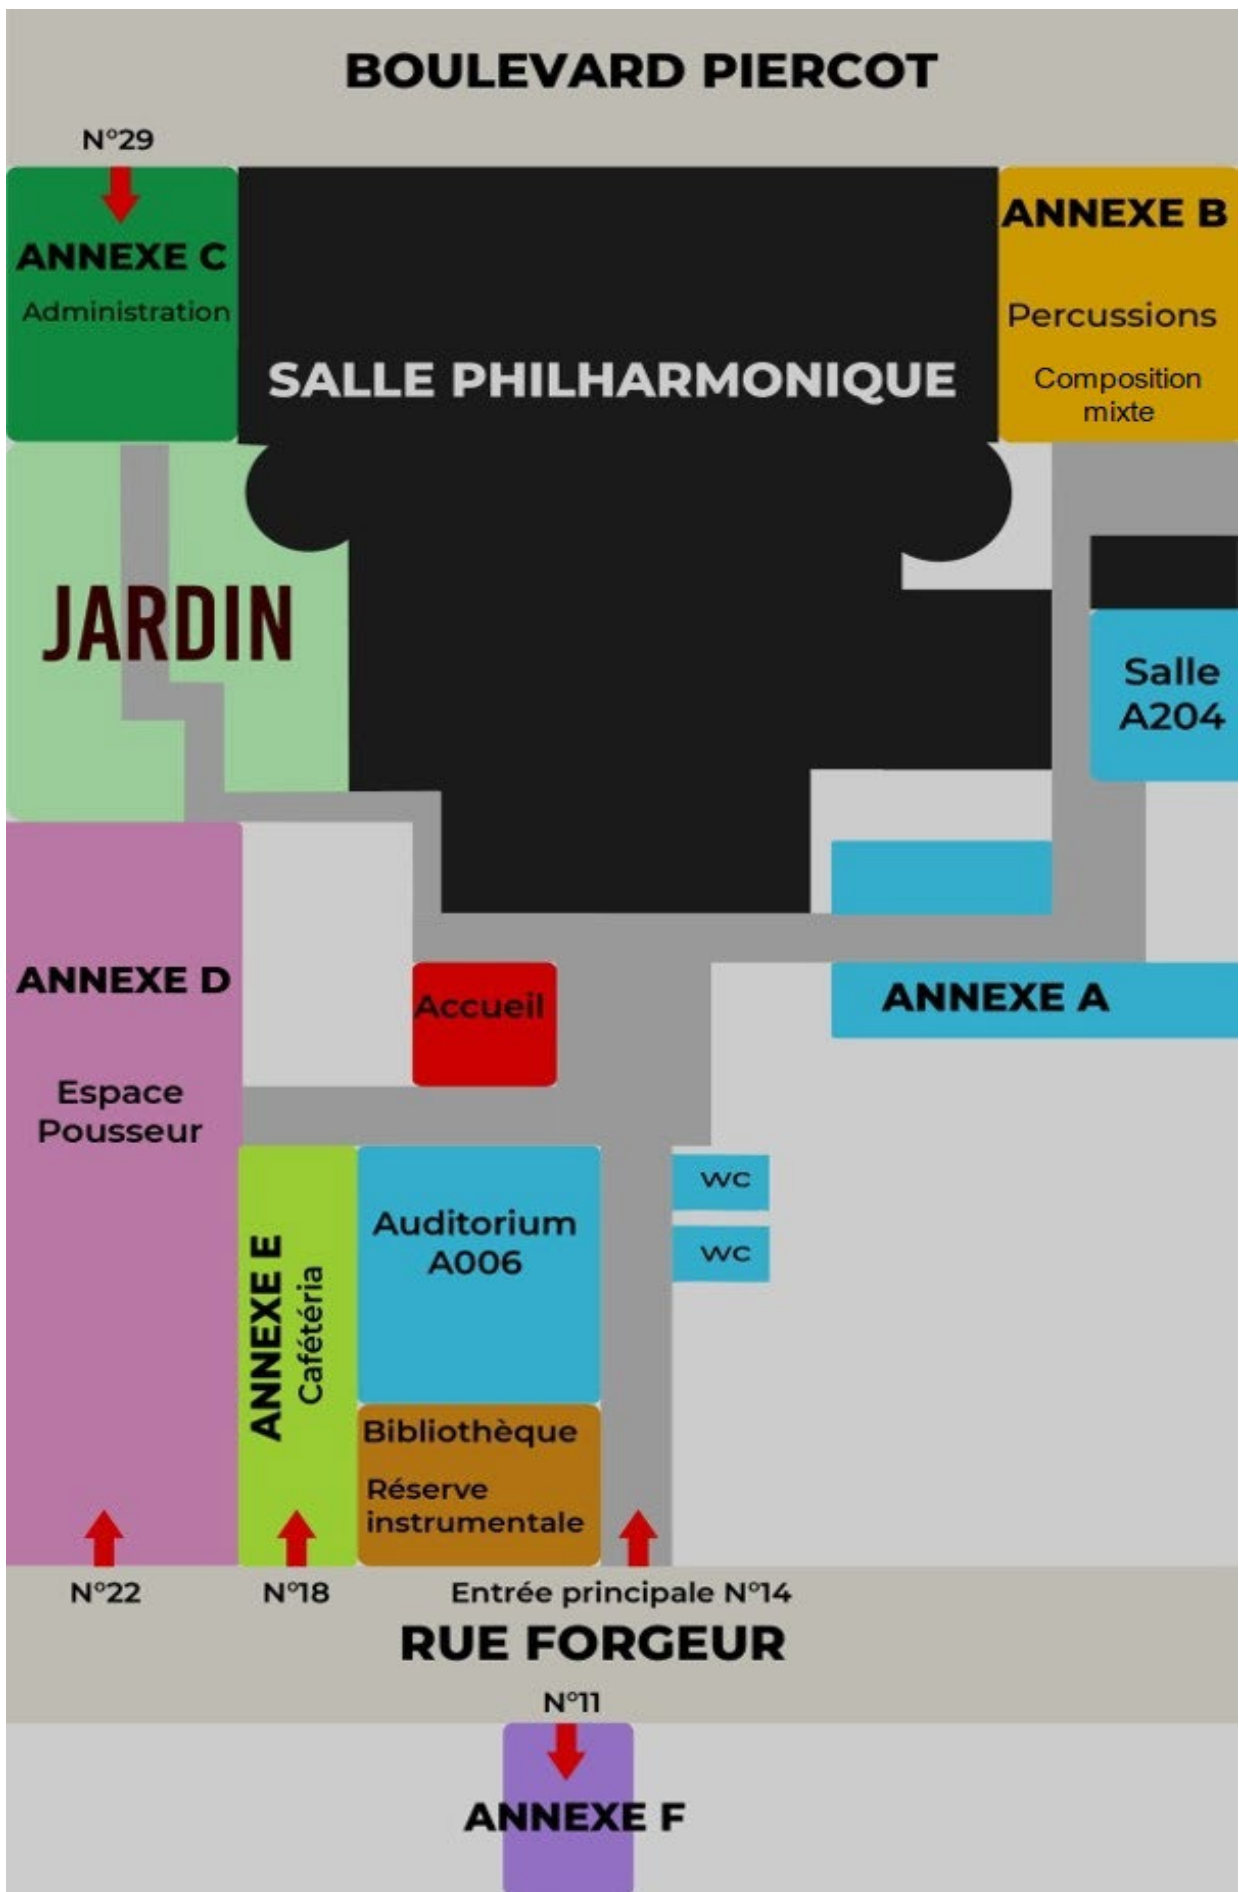 BOULEVARD PIERCOT
N°29
ANNEXE C
Administration
SALLE PHILHARMONIQUE
ANNEXE B
Percussions
Composition
mixte
JARDIN
Salle
A204
ANNEXE D
Espace
Pousseur
Accueil
ANNEXE A
WC
WC
ANNEXE E
Cafétéria
Auditorium
A006
Bibliothèque
Réserve
instrumentale
N°22
N°18
Entrée principale N°14
RUE FORGEUR
N°11
ANNEXE F